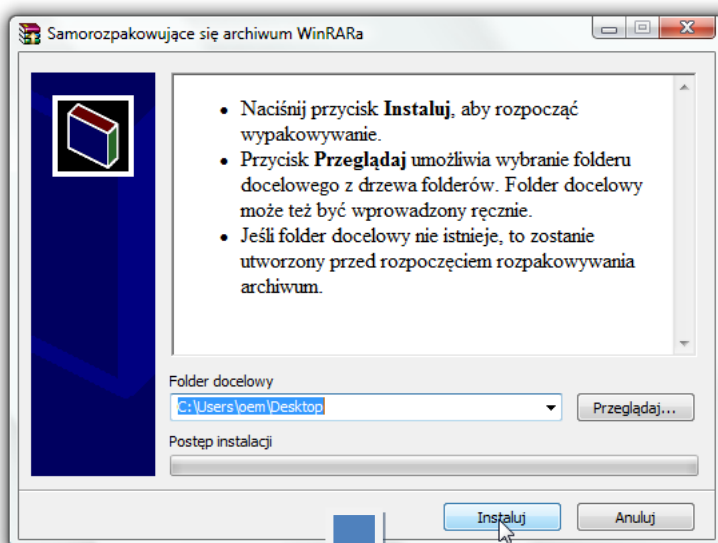 Samorozpakowujące się archiwum WinRARa
• Naciśnij przycisk Instaluj, aby rozpocząć
wypakowywanie.
• Przycisk Przeglądaj umożliwia wybranie folderu
docelowego z drzewa folderów. Folder docelowy
może też być wprowadzony ręcznie.
• Jeśli folder docelowy nie istnieje, to zostanie
utworzony przed rozpoczęciem rozpakowywania
archiwum.
Folder docelowy
C:\Users\oem\Desktop
Przeglądaj...
Postęp instalacji
Instaluj
Anuluj